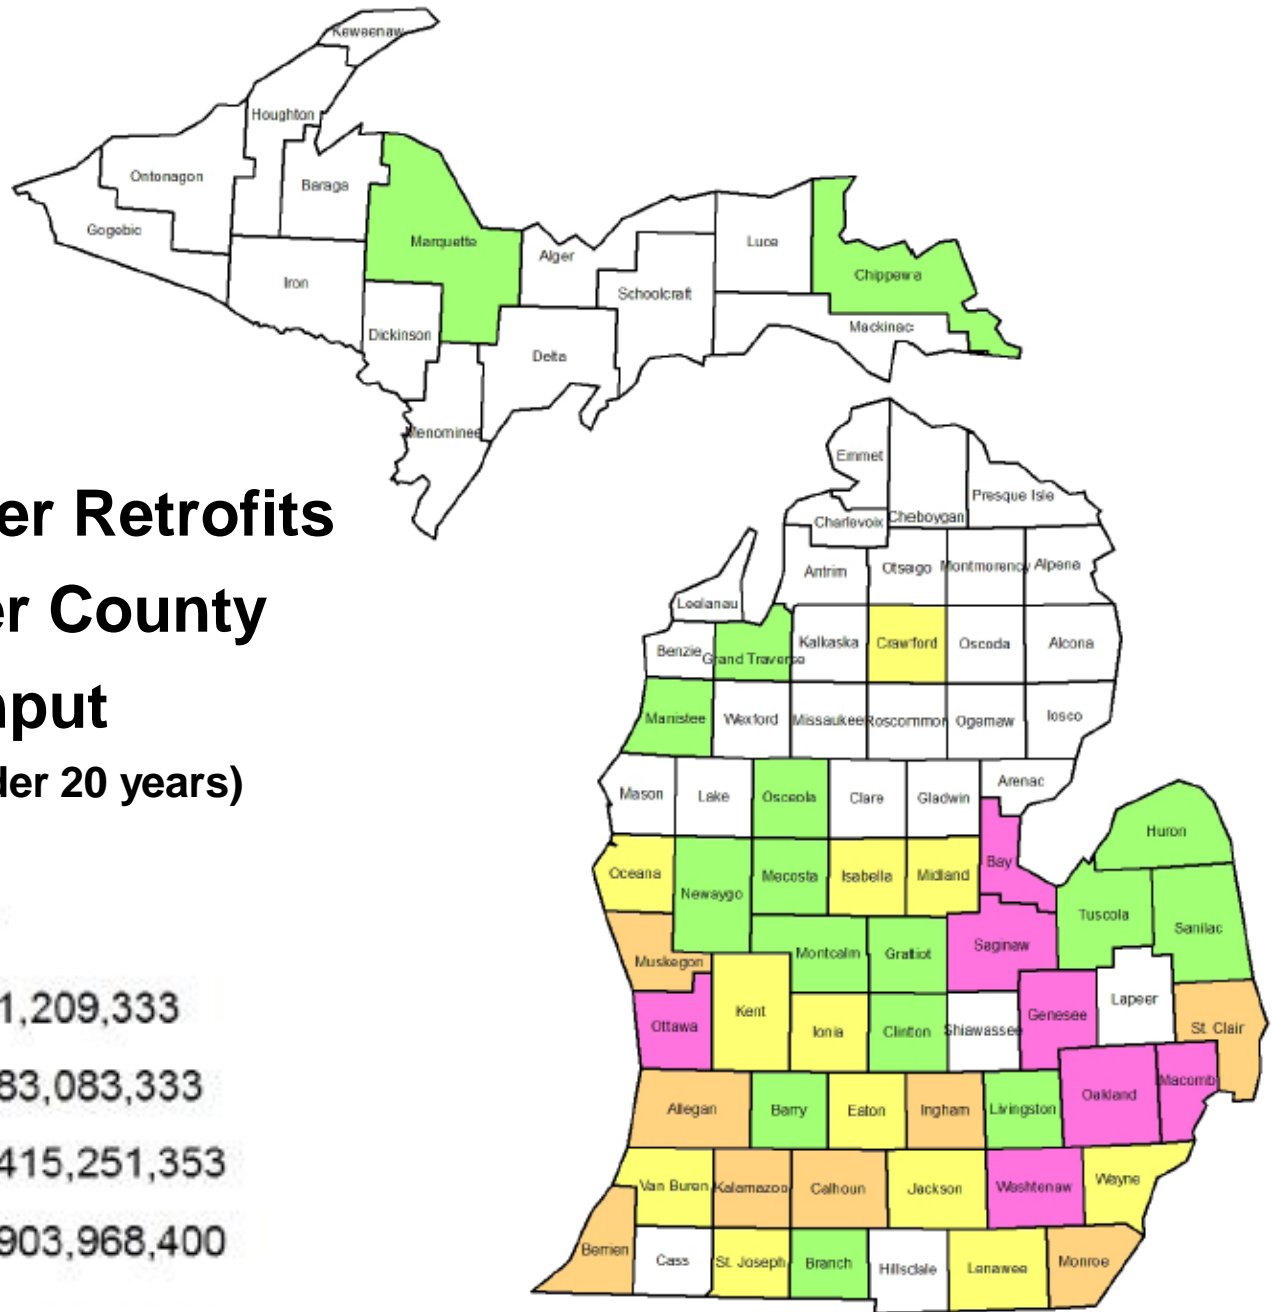 Keweenaw
Houghton
Ontonagon
Baraga
Gogebic
Marquette
Iron
Dickinson
Menominee
Alger
Delta
Schoolcraft
Luce
Chippewa
Mackinac
Emmet
Cheboygan
Presque Isle
Charlevoix
Antrim
Otsego
Montmorency
Alpena
Leelanau
Benzie
Grand Traverse
Kalkaska
Crawford
Oscoda
Alcona
Manistee
Wexford
Missaukee
Roscommon
Ogemaw
Iosco
Mason
Lake
Osceola
Clare
Gladwin
Arenac
Huron
Oceana
Newaygo
Mecosta
Isabella
Midland
Bay
Tuscola
Sanilac
Muskegon
Montcalm
Gratiot
Saginaw
Lapeer
Ottawa
Kent
Ionia
Clinton
Shiawassee
Genesee
St. Clair
Allegan
Barry
Eaton
Ingham
Livingston
Oakland
Macomb
Van Buren
Kalamazoo
Calhoun
Jackson
Washtenaw
Wayne
Berrien
Cass
St. Joseph
Branch
Hillsdale
Lenawee
Monroe
er Retrofits
er County
nput
der 20 years)
1,209,333
83,083,333
415,251,353
903,968,400